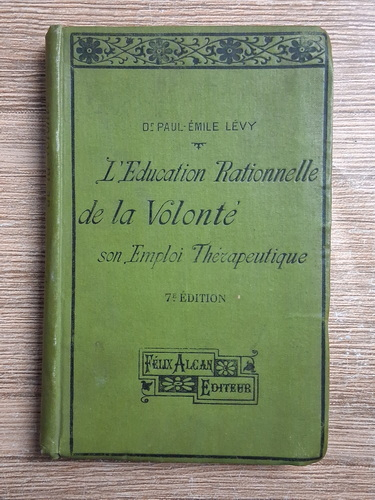 Dr PAUL-ÉMILE LÉVY
L'Education Rationnelle
de la Volonté
son Emploi Thérapeutique
7e ÉDITION
FÉLIX ALCAN
EDITEUR